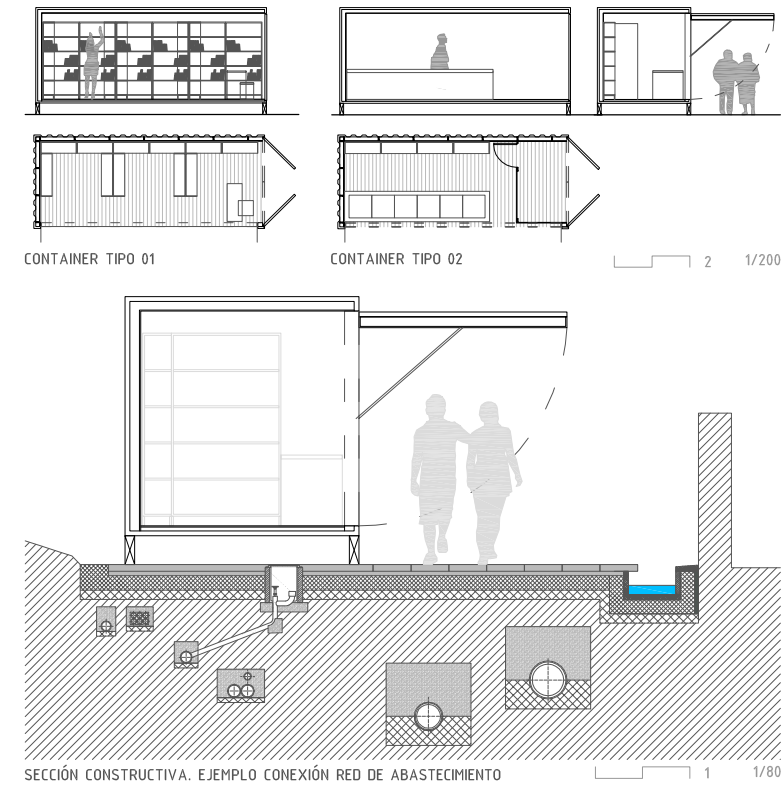 CONTAINER TIPO 01
CONTAINER TIPO 02
2 1/200
SECCIÓN CONSTRUCTIVA. EJEMPLO CONEXIÓN RED DE ABASTECIMIENTO
1 1/80